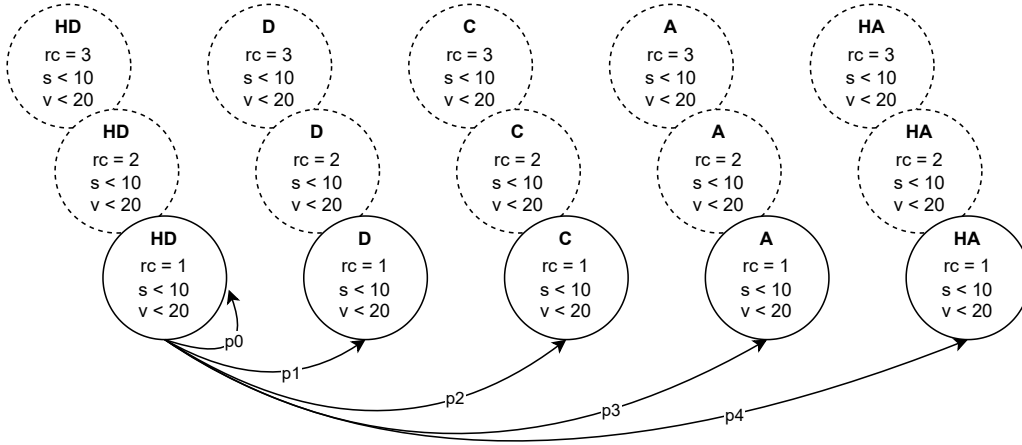 HD
rc = 3
s < 10
v < 20
D
rc = 3
s < 10
v < 20
C
rc = 3
s < 10
v < 20
A
rc = 3
s < 10
v < 20
HA
rc = 3
s < 10
v < 20
HD
rc = 2
s < 10
v < 20
D
rc = 2
s < 10
v < 20
C
rc = 2
s < 10
v < 20
A
rc = 2
s < 10
v < 20
HA
rc = 2
s < 10
v < 20
HD
rc = 1
s < 10
v < 20
D
rc = 1
s < 10
v < 20
C
rc = 1
s < 10
v < 20
A
rc = 1
s < 10
v < 20
HA
rc = 1
s < 10
v < 20
p0
p1
p2
p3
p4